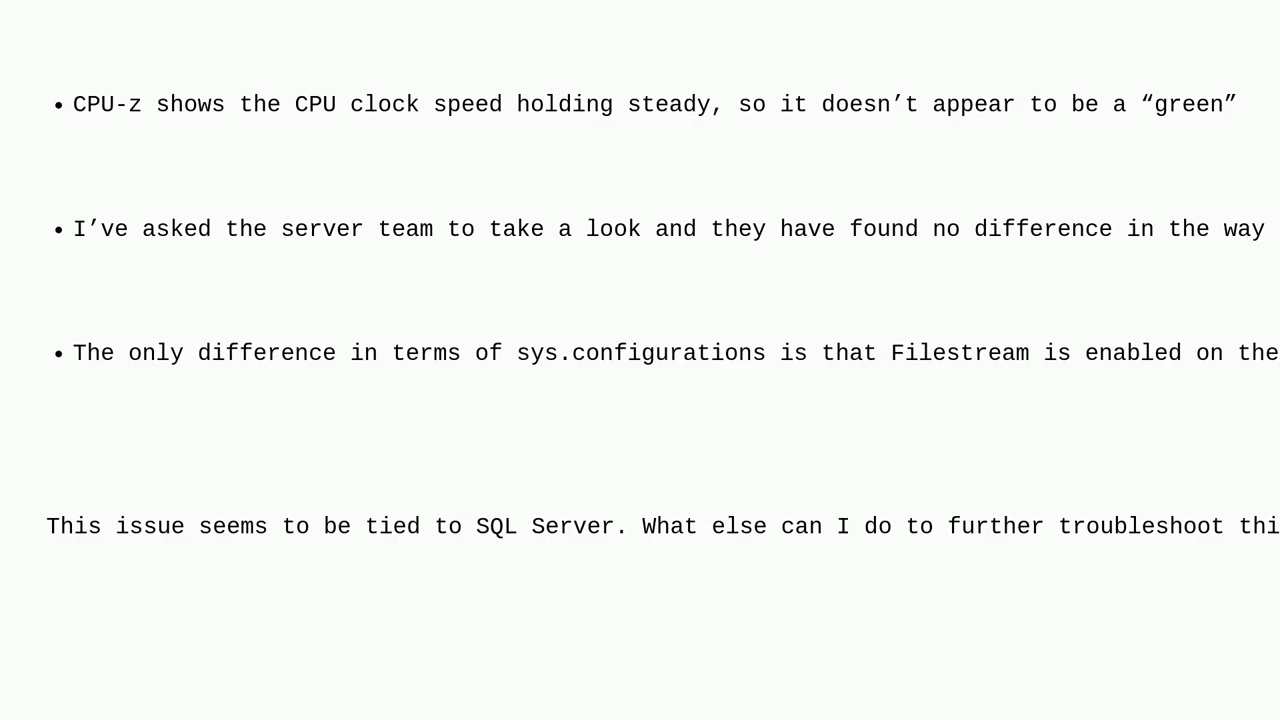 • CPU-z shows the CPU clock speed holding steady, so it doesn’t appear to be a “green”
• I’ve asked the server team to take a look and they have found no difference in the way
• The only difference in terms of sys.configurations is that Filestream is enabled on the
This issue seems to be tied to SQL Server. What else can I do to further troubleshoot thi